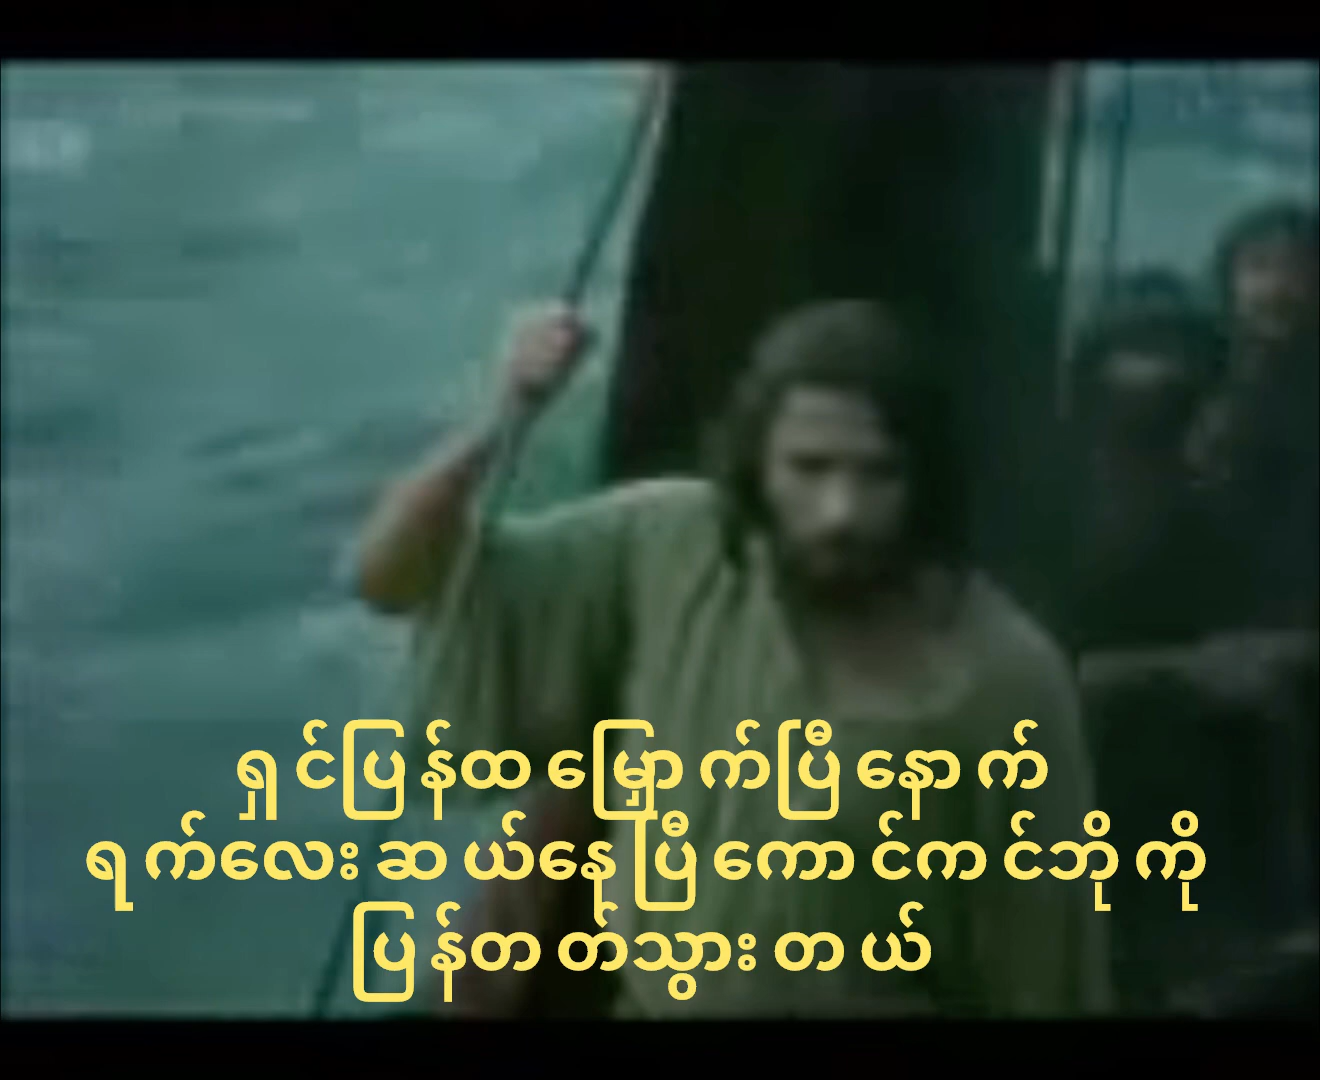 ရှင်ပြန်ထမြှောက်ပြီနောက်
ရက်လေးဆယ်နေပြီကောင်ကင်ဘိုကို
ပြန်တတ်သွားတယ်